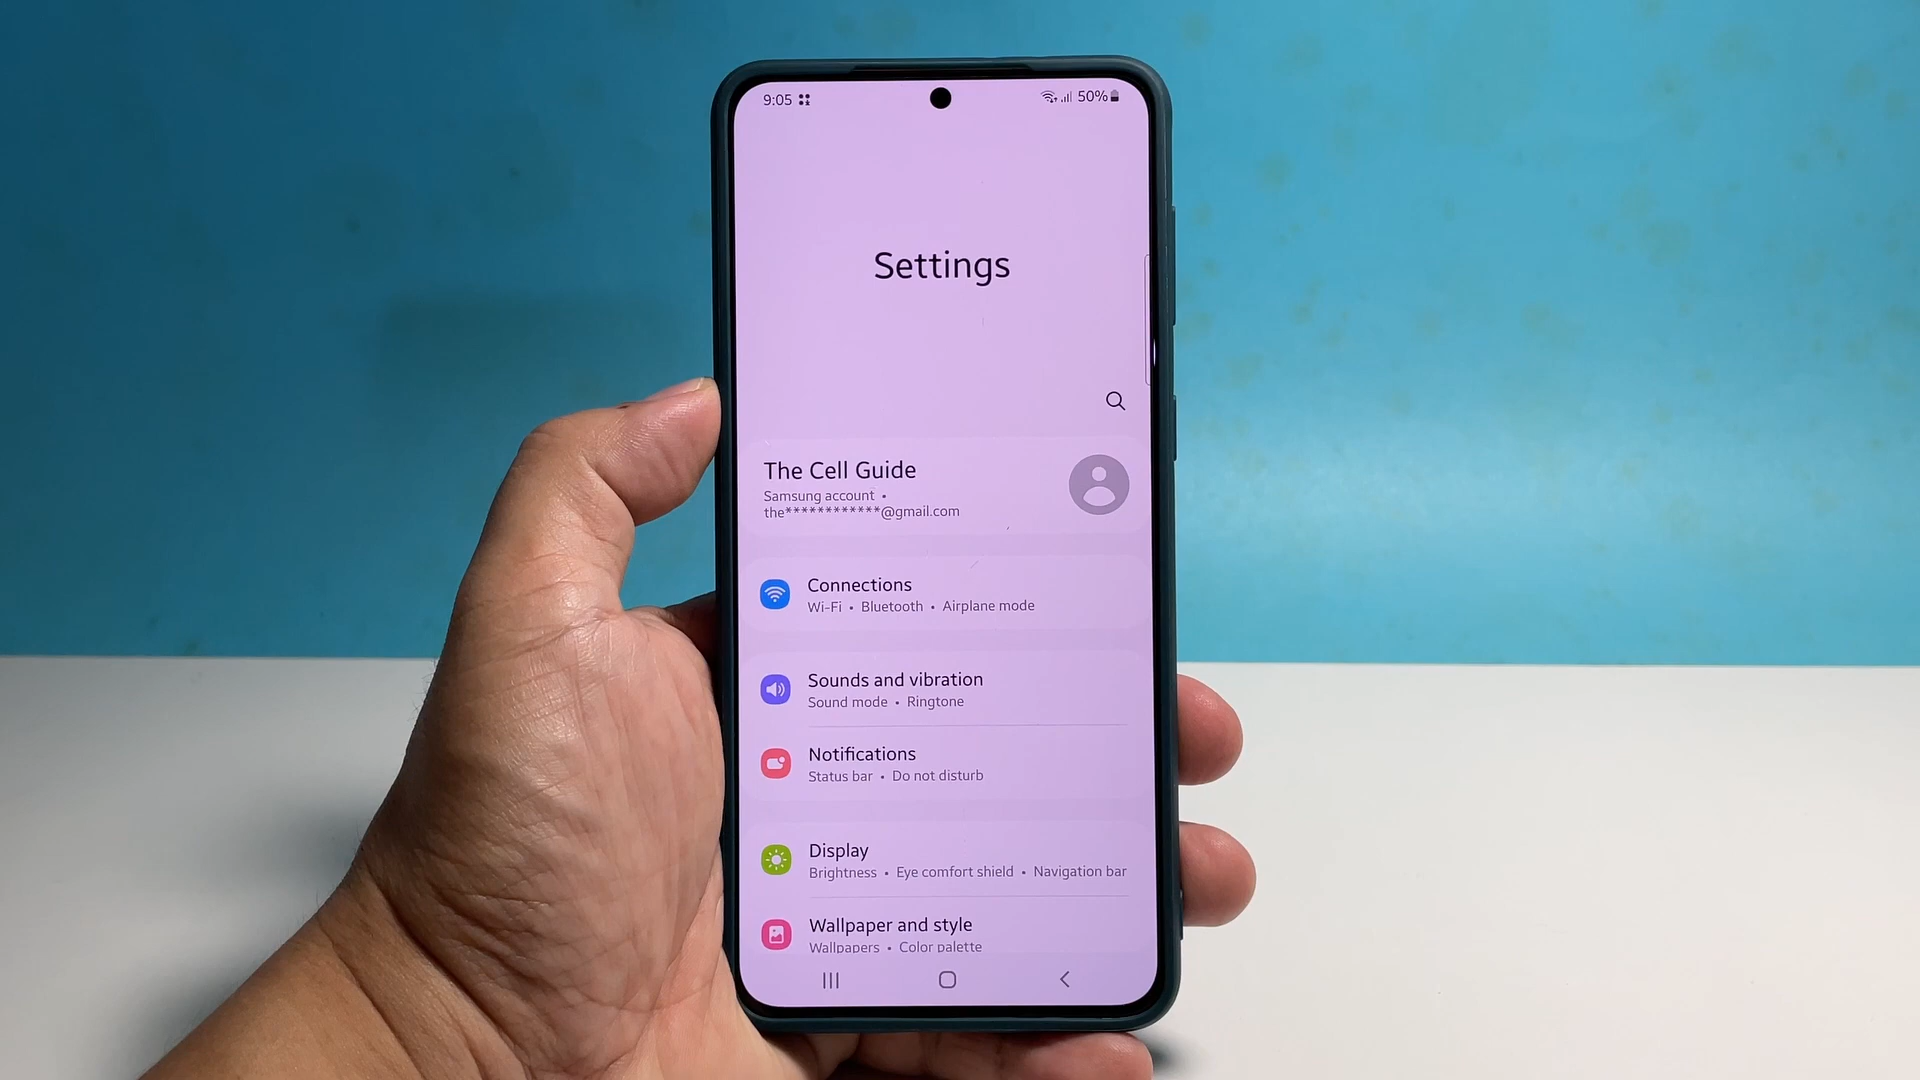 9:05 50%
Settings
The Cell Guide
Samsung account •
the************@gmail.com
Connections
Wi-Fi • Bluetooth • Airplane mode
Sounds and vibration
Sound mode • Ringtone
Notifications
Status bar • Do not disturb
Display
Brightness • Eye comfort shield • Navigation bar
Wallpaper and style
Wallpapers • Color palette